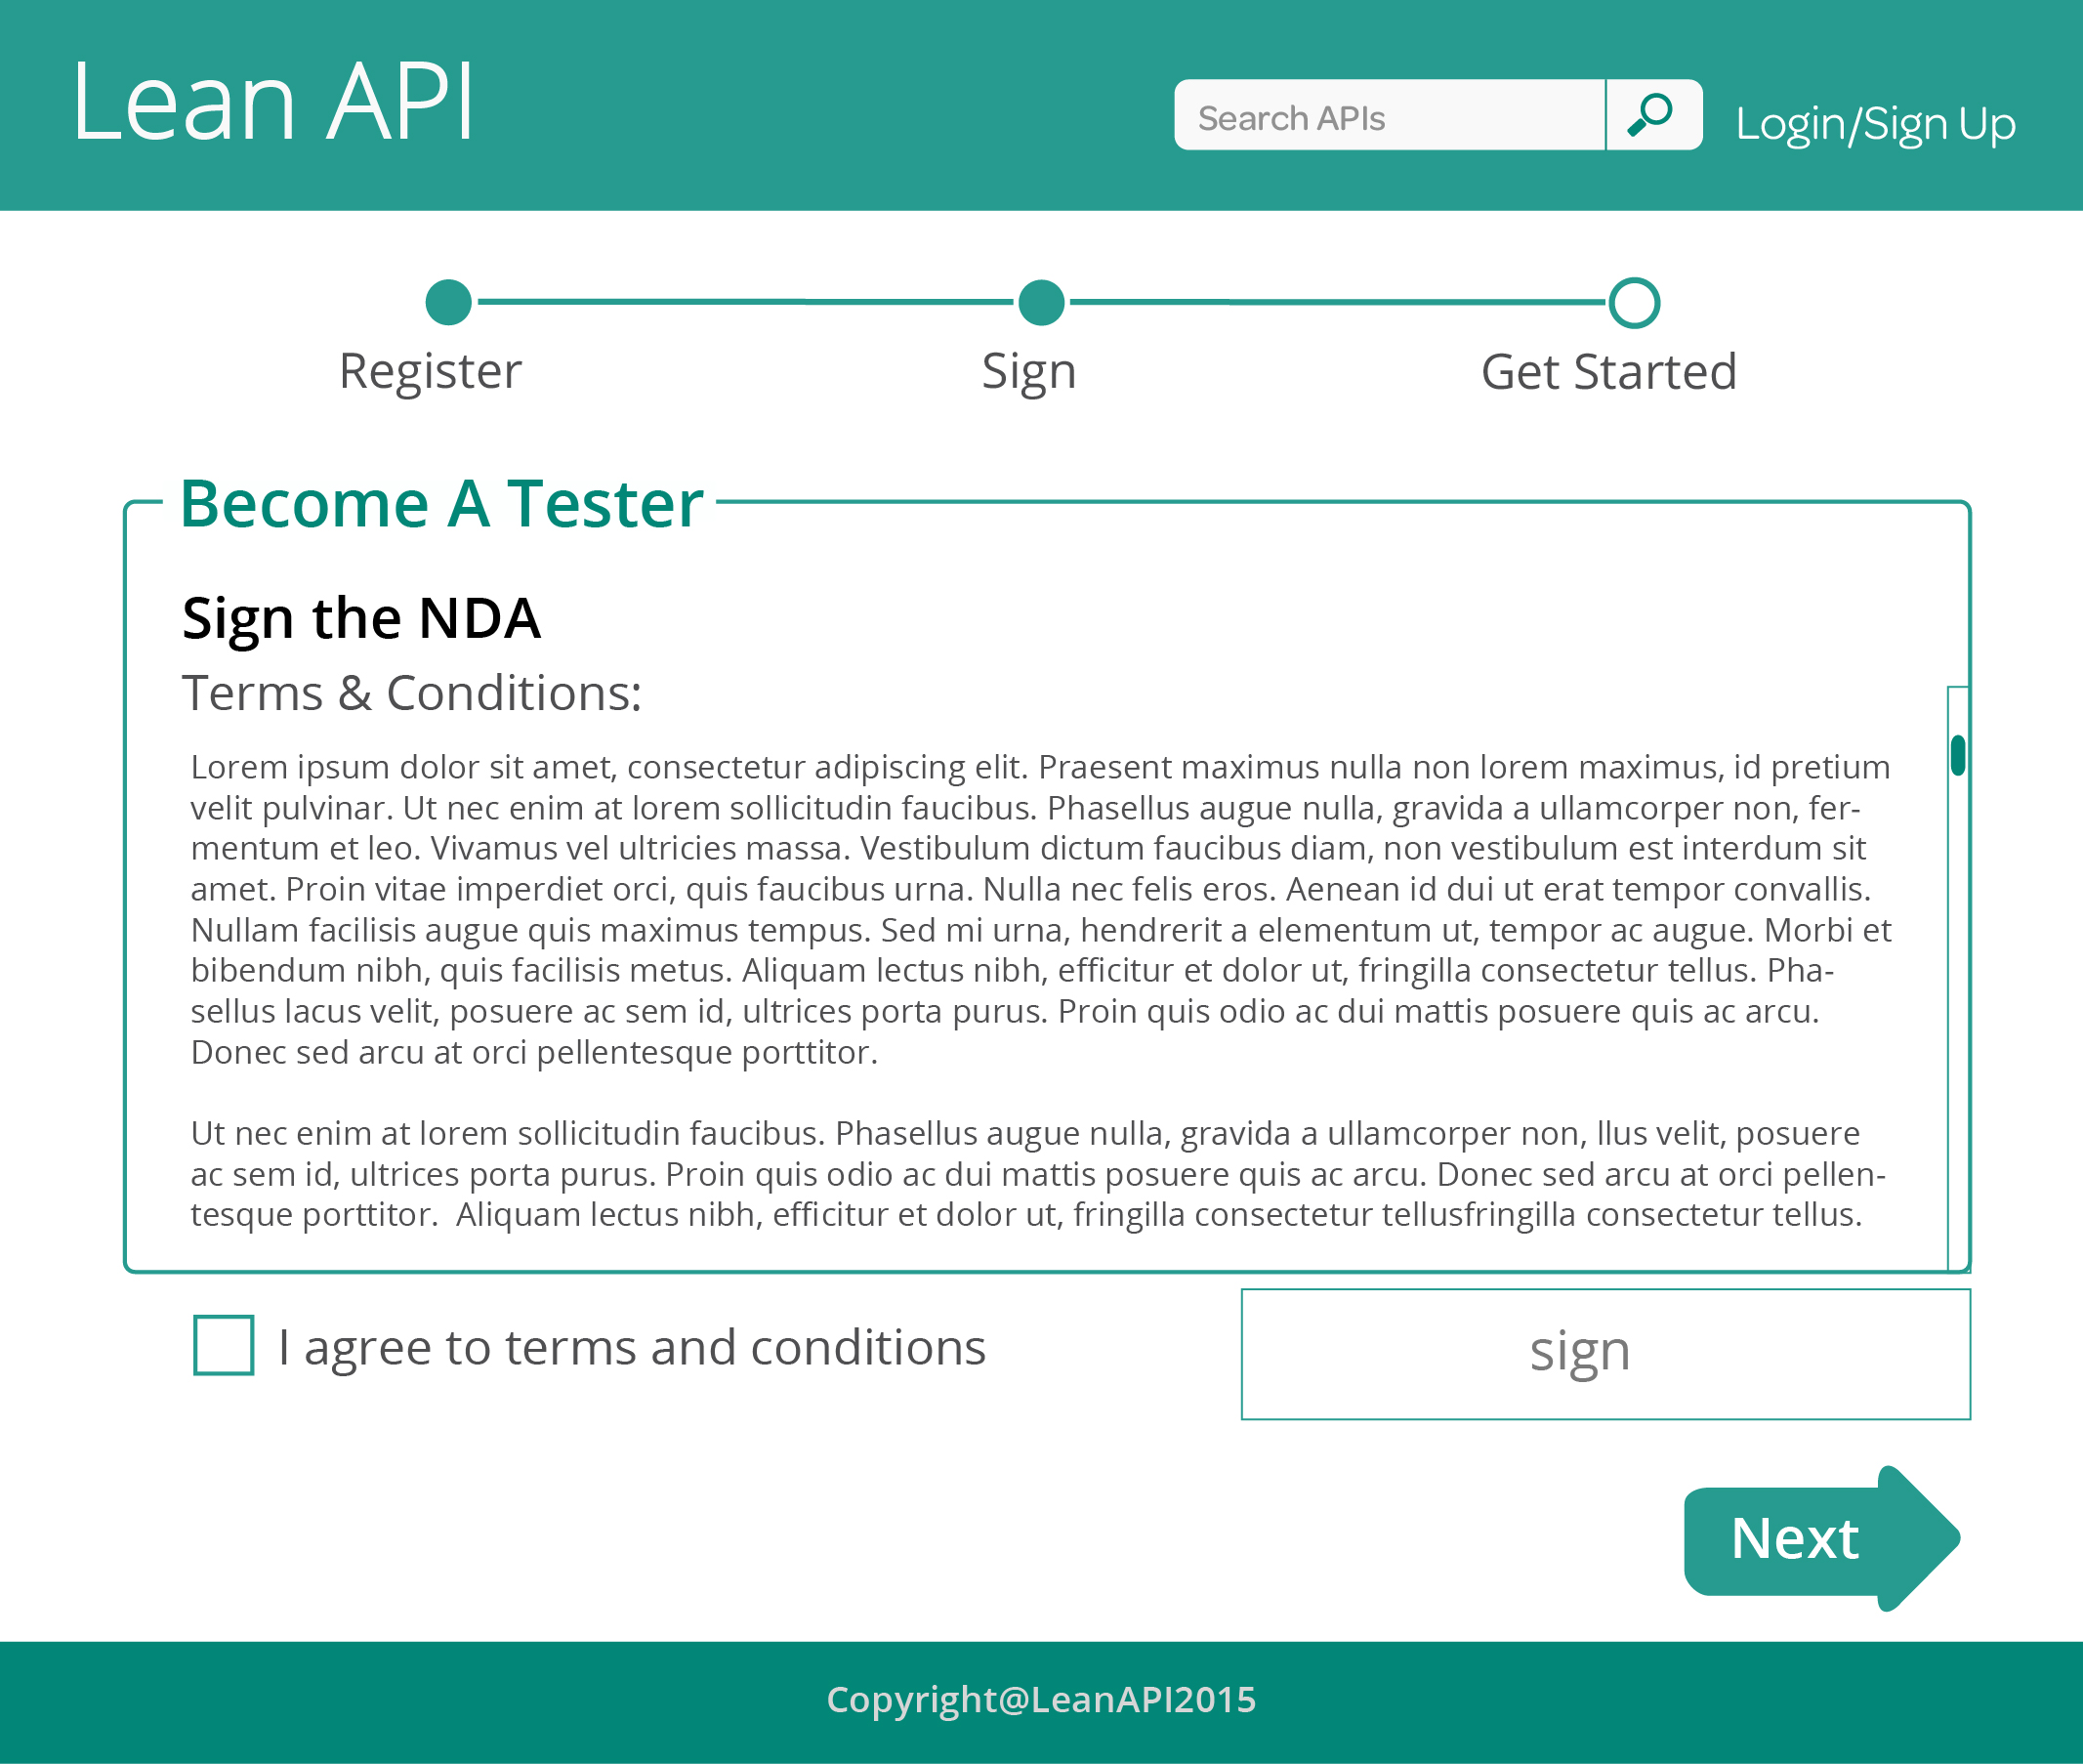 Lean API
Search APIs
Login/Sign Up
Register
Sign
Get Started
Become A Tester
Sign the NDA
Terms & Conditions:
Lorem ipsum dolor sit amet, consectetur adipiscing elit. Praesent maximus nulla non lorem maximus, id pretium
velit pulvinar. Ut nec enim at lorem sollicitudin faucibus. Phasellus augue nulla, gravida a ullamcorper non, fer-
mentum et leo. Vivamus vel ultricies massa. Vestibulum dictum faucibus diam, non vestibulum est interdum sit
amet. Proin vitae imperdiet orci, quis faucibus urna. Nulla nec felis eros. Aenean id dui ut erat tempor convallis.
Nullam facilisis augue quis maximus tempus. Sed mi urna, hendrerit a elementum ut, tempor ac augue. Morbi et
bibendum nibh, quis facilisis metus. Aliquam lectus nibh, efficitur et dolor ut, fringilla consectetur tellus. Pha-
sellus lacus velit, posuere ac sem id, ultrices porta purus. Proin quis odio ac dui mattis posuere quis ac arcu.
Donec sed arcu at orci pellentesque porttitor.
Ut nec enim at lorem sollicitudin faucibus. Phasellus augue nulla, gravida a ullamcorper non, llus velit, posuere
ac sem id, ultrices porta purus. Proin quis odio ac dui mattis posuere quis ac arcu. Donec sed arcu at orci pellen-
tesque porttitor.  Aliquam lectus nibh, efficitur et dolor ut, fringilla consectetur tellusfringilla consectetur tellus.
I agree to terms and conditions
sign
Next
Copyright@LeanAPI2015